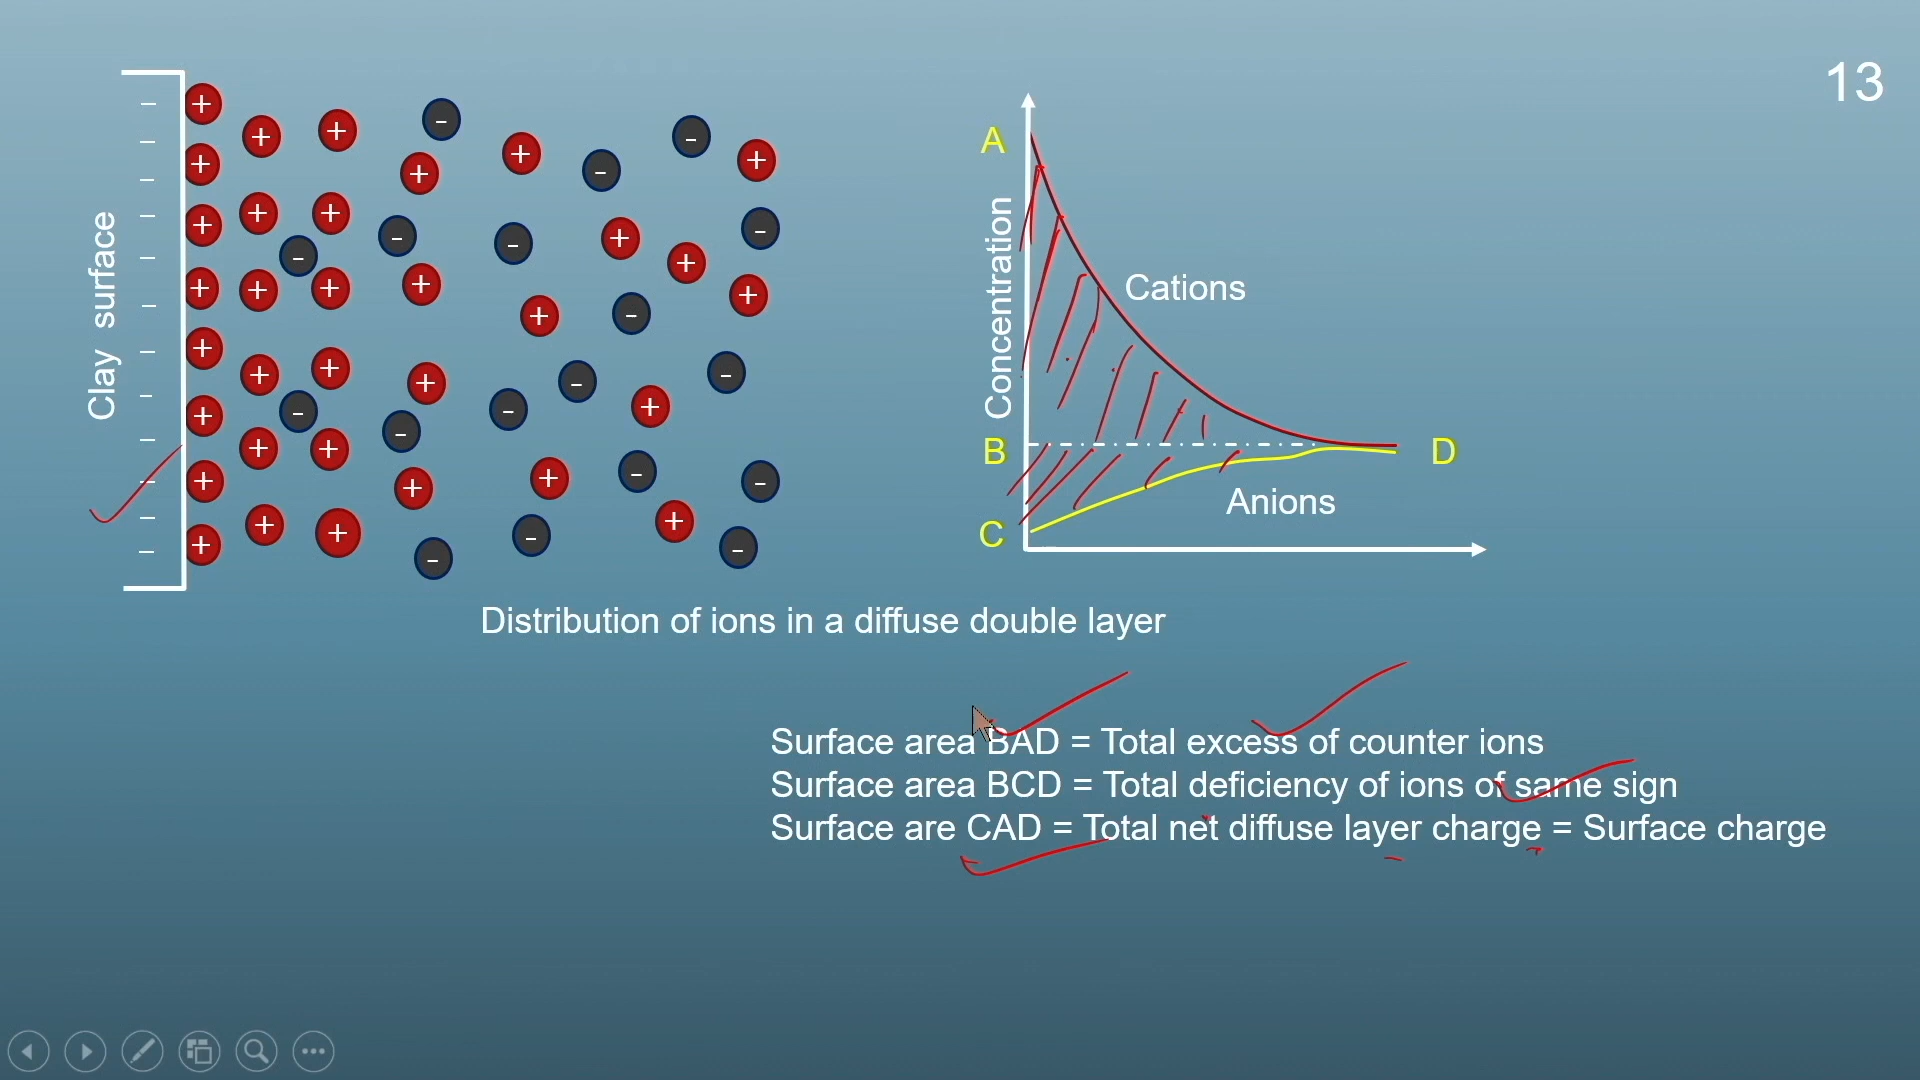 13
Clay surface
A
B
C
D
Concentration
Cations
Anions
Distribution of ions in a diffuse double layer
Surface area BAD = Total excess of counter ions
Surface area BCD = Total deficiency of ions of same sign
Surface are CAD = Total net diffuse layer charge = Surface charge